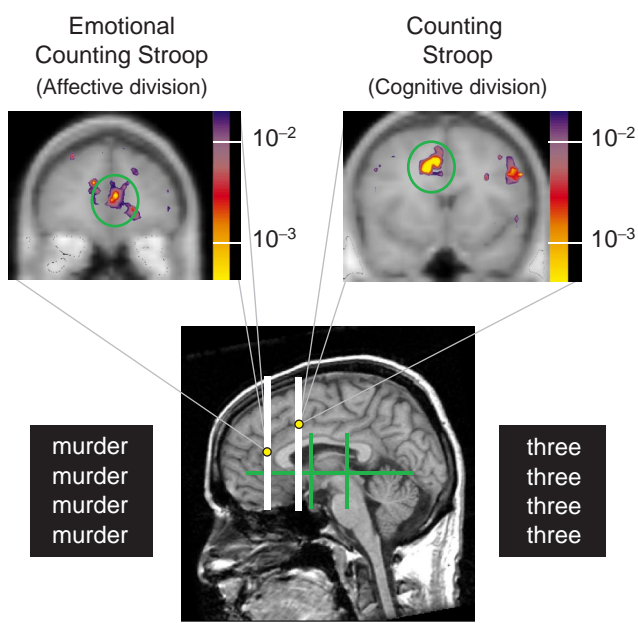 Emotional
Counting Stroop
(Affective division)
Counting
Stroop
(Cognitive division)
10⁻²
10⁻³
10⁻²
10⁻³
murder
murder
murder
murder
three
three
three
three